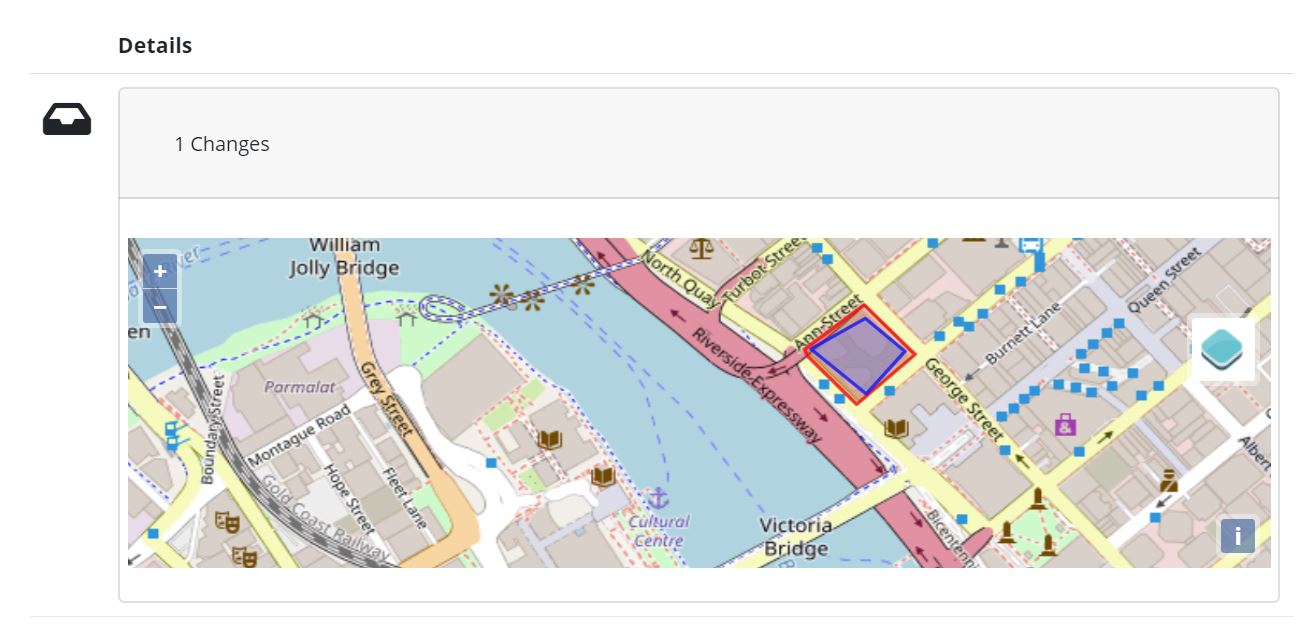 Details
1 Changes
+
−
William
Jolly Bridge
North Quay
Turbot Street
Ann Street
Queen Street
Burnett Lane
Riverside Expressway
George Street
en
Parmalat
Grey Street
Boundary Street
Montague Road
Hope Street
Fleet Lane
Gold Coast Railway
Cultural
Centre
Victoria
Bridge
Albert
i